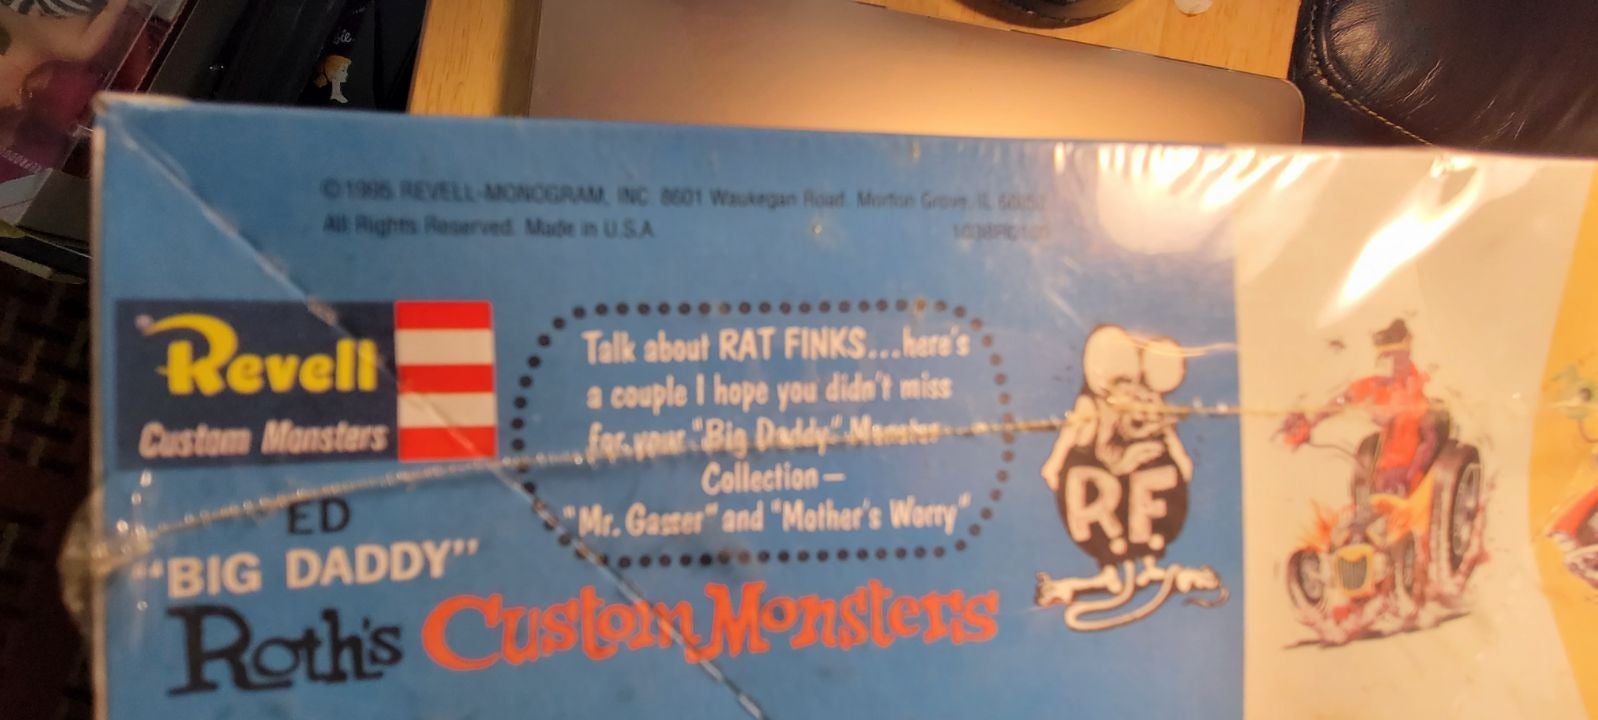 ©1995 REVELL-MONOGRAM, INC. 8601 Waukegan Road, Morton Grove, IL
All Rights Reserved. Made in U.S.A.
Revell
Custom Monsters
Talk about RAT FINKS...here's
a couple I hope you didn't miss
for your "Big Daddy" Monster
Collection—
"Mr. Gasser" and "Mother's Worry"
R.F.
ED
"BIG DADDY"
Roth's Custom Monsters